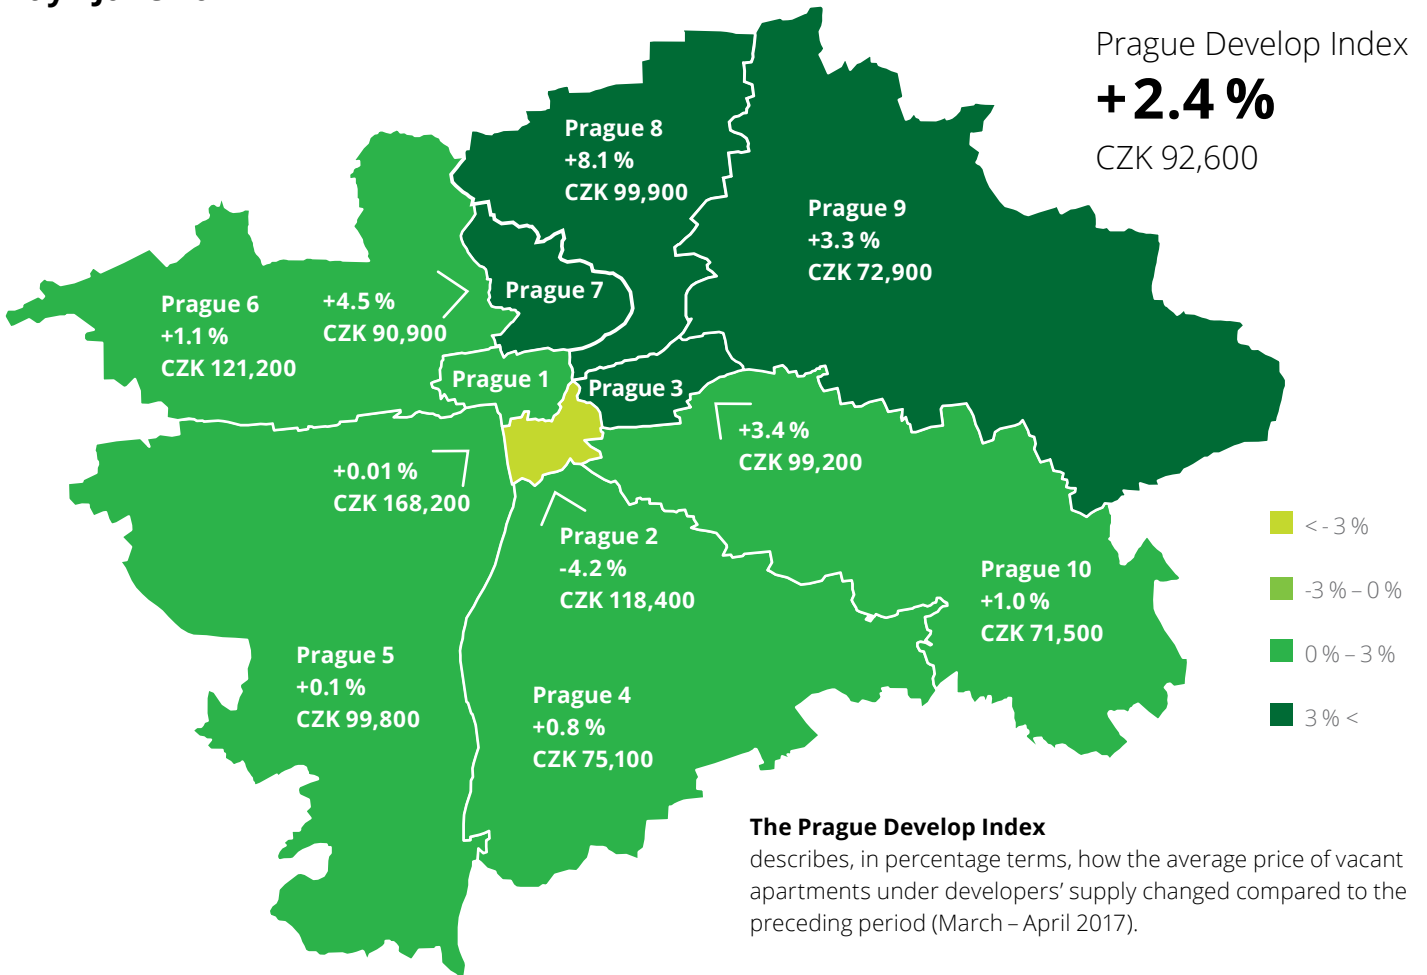 Prague Develop Index
+2.4 %
CZK 92,600
Prague 8
+8.1 %
CZK 99,900
Prague 9
+3.3 %
CZK 72,900
Prague 7
+4.5 %
CZK 90,900
Prague 6
+1.1 %
CZK 121,200
Prague 1
+0.01 %
CZK 168,200
Prague 3
+3.4 %
CZK 99,200
Prague 2
-4.2 %
CZK 118,400
Prague 10
+1.0 %
CZK 71,500
Prague 5
+0.1 %
CZK 99,800
Prague 4
+0.8 %
CZK 75,100
< - 3 %
-3 % – 0 %
0 % – 3 %
3 % <
The Prague Develop Index
describes, in percentage terms, how the average price of vacant
apartments under developers’ supply changed compared to the
preceding period (March – April 2017).